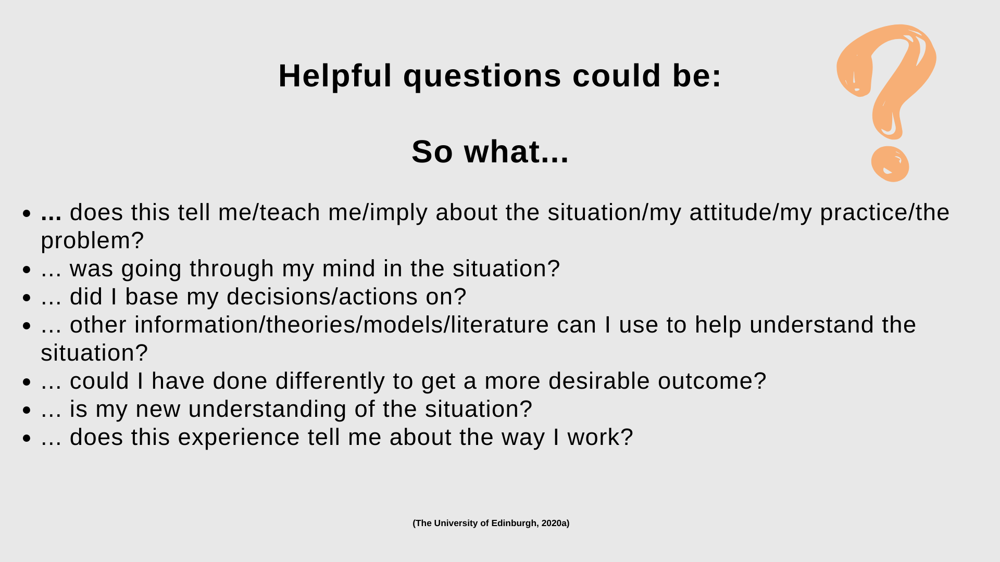 Helpful questions could be:
So what...
• ... does this tell me/teach me/imply about the situation/my attitude/my practice/the
problem?
• ... was going through my mind in the situation?
• ... did I base my decisions/actions on?
• ... other information/theories/models/literature can I use to help understand the
situation?
• ... could I have done differently to get a more desirable outcome?
• ... is my new understanding of the situation?
• ... does this experience tell me about the way I work?
(The University of Edinburgh, 2020a)